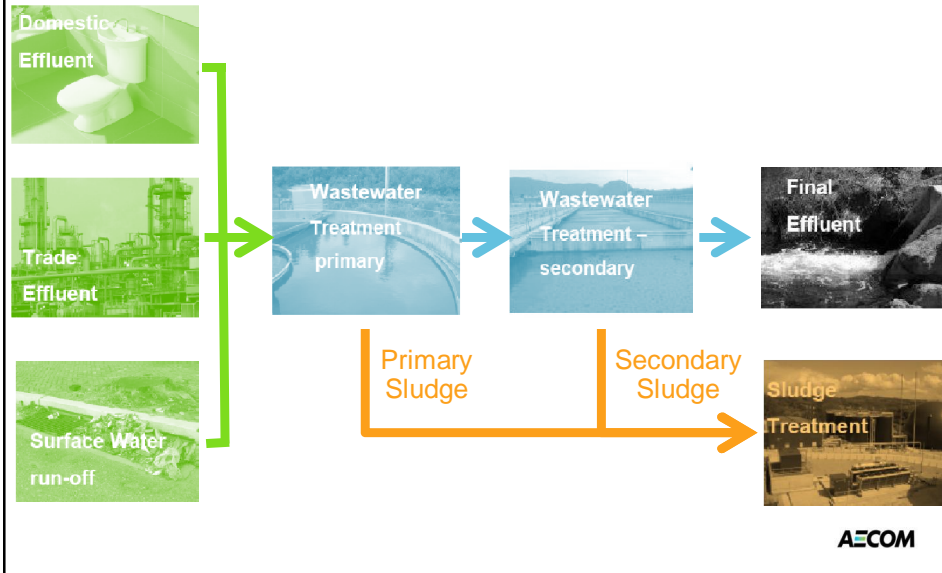 Domestic
Effluent
Trade
Effluent
Surface Water
run-off
Wastewater
Treatment
primary
Wastewater
Treatment –
secondary
Final
Effluent
Primary
Sludge
Secondary
Sludge
Sludge
Treatment
AECOM